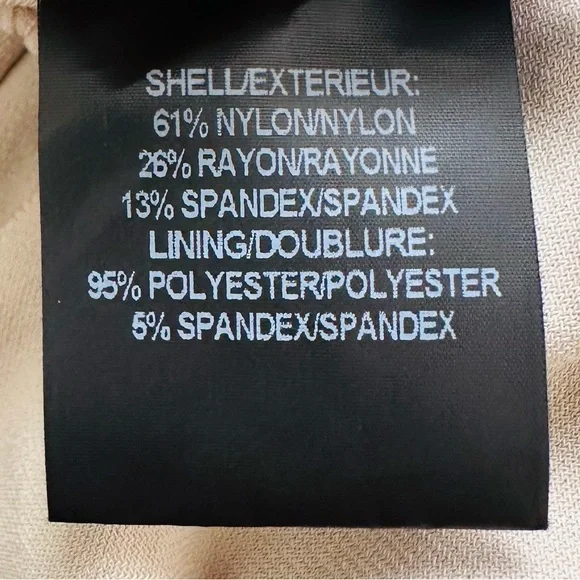 SHELL/EXTERIEUR:
61% NYLON/NYLON
26% RAYON/RAYONNE
13% SPANDEX/SPANDEX
LINING/DOUBLURE:
95% POLYESTER/POLYESTER
5% SPANDEX/SPANDEX